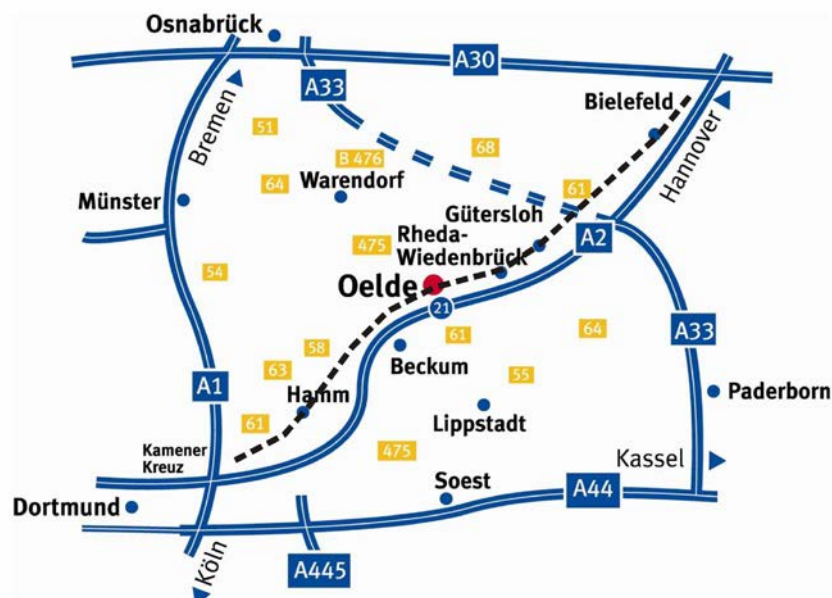 Osnabrück
A30
A33
Bielefeld
Bremen
51
Hannover
B 476
68
64
Warendorf
61
Münster
Gütersloh
475
Rheda-
Wiedenbrück
A2
54
Oelde
21
61
64
A33
58
Beckum
63
55
A1
Hamm
Paderborn
61
Lippstadt
Kamener
Kreuz
475
Kassel
Soest
A44
Dortmund
Köln
A445